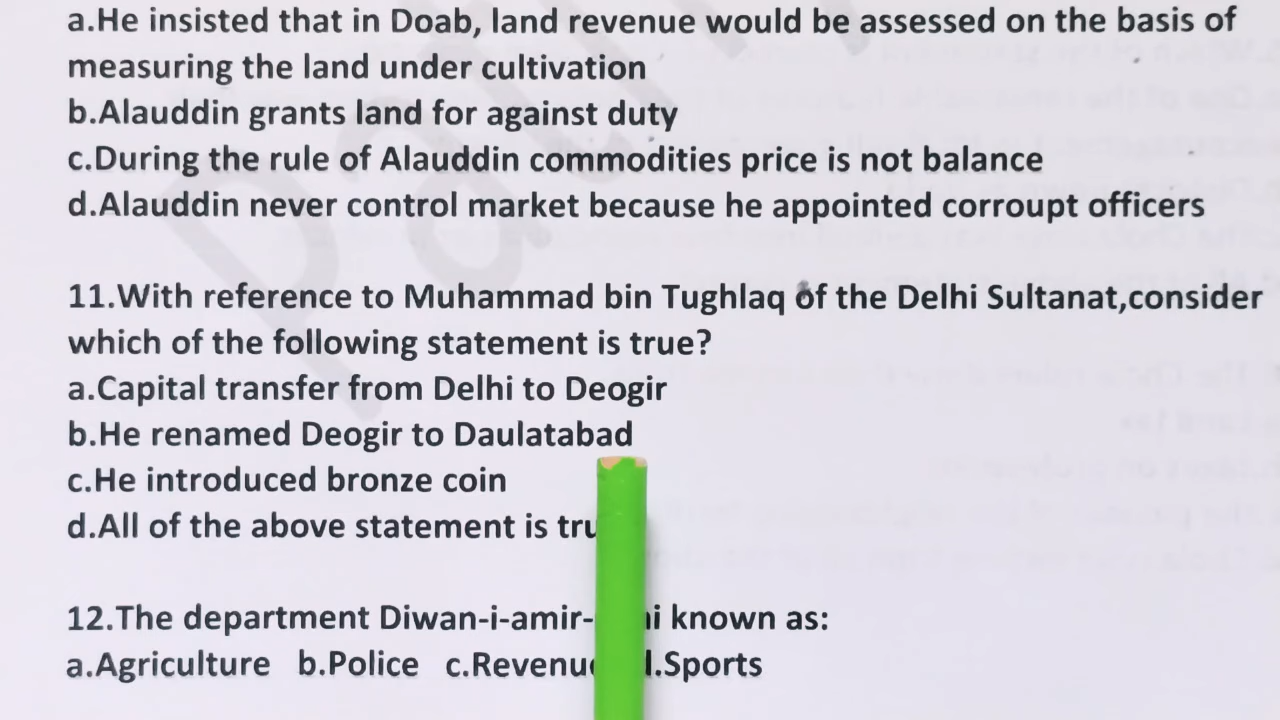 a.He insisted that in Doab, land revenue would be assessed on the basis of
measuring the land under cultivation
b.Alauddin grants land for against duty
c.During the rule of Alauddin commodities price is not balance
d.Alauddin never control market because he appointed corroupt officers
11.With reference to Muhammad bin Tughlaq of the Delhi Sultanat,consider
which of the following statement is true?
a.Capital transfer from Delhi to Deogir
b.He renamed Deogir to Daulatabad
c.He introduced bronze coin
d.All of the above statement is
12.The department Diwan-i-amir- known as:
a.Agriculture b.Police c.Revenue d.Sports